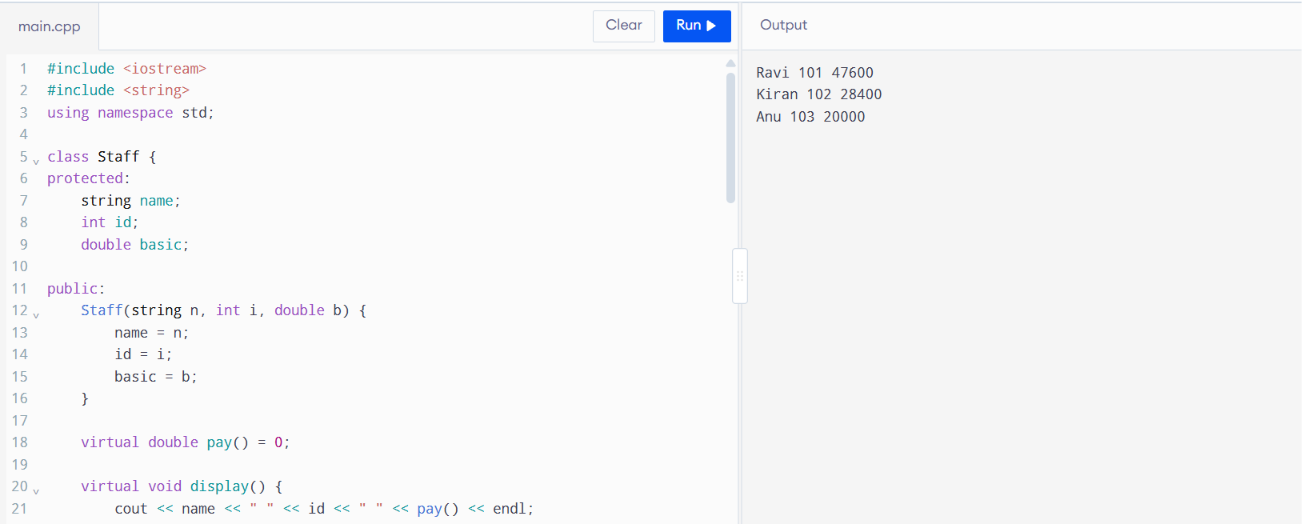 main.cpp
Clear
Run
Output
1 #include <iostream>
2 #include <string>
3 using namespace std;
4
5 class Staff {
6 protected:
7     string name;
8     int id;
9     double basic;
10
11 public:
12     Staff(string n, int i, double b) {
13         name = n;
14         id = i;
15         basic = b;
16     }
17
18     virtual double pay() = 0;
19
20     virtual void display() {
21         cout << name << " " << id << " " << pay() << endl;
Ravi 101 47600
Kiran 102 28400
Anu 103 20000